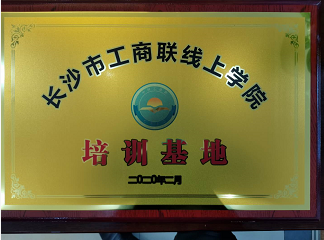 长沙市工商联线上学院
培训基地
二〇二〇年二月